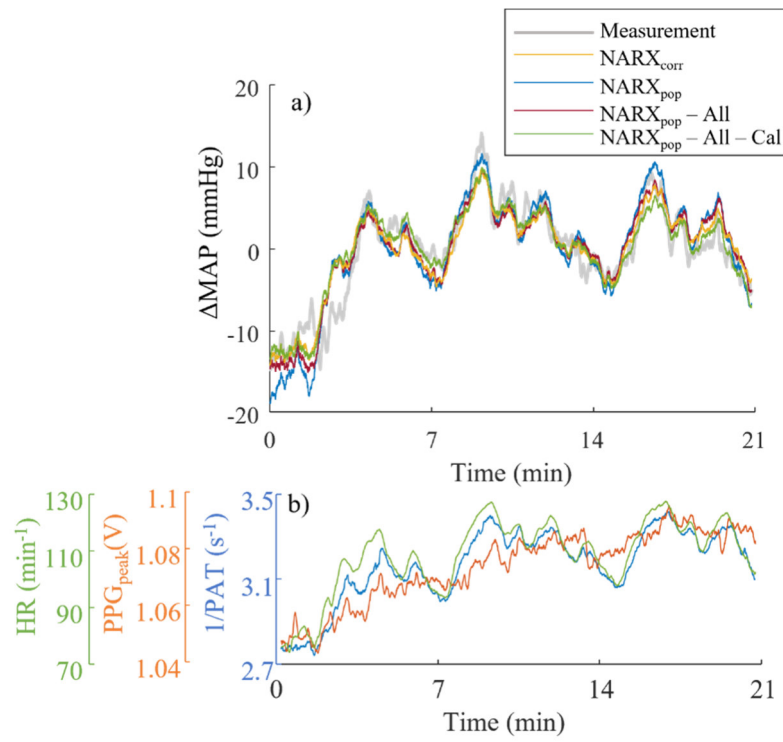 Measurement
NARXcorr
NARXpop
NARXpop – All
NARXpop – All – Cal
a)
20
10
0
-10
-20
ΔMAP (mmHg)
0 7 14 21
Time (min)
b)
HR (min-1)
130
110
90
70
PPGpeak(V)
1.1
1.08
1.06
1.04
1/PAT (s-1)
3.5
3.1
2.7
0 7 14 21
Time (min)